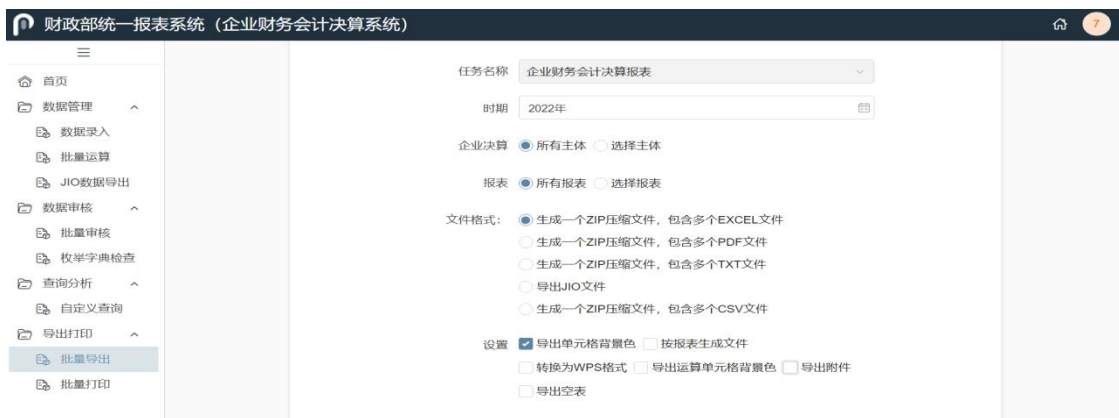 财政部统一报表系统（企业财务会计决算系统）
7
首页
数据管理
数据录入
批量运算
JIO数据导出
数据审核
批量审核
枚举字典检查
查询分析
自定义查询
导出打印
批量导出
批量打印
任务名称 企业财务会计决算报表
时期 2022年
企业决算 所有主体 选择主体
报表 所有报表 选择报表
文件格式： 生成一个ZIP压缩文件，包含多个EXCEL文件
生成一个ZIP压缩文件，包含多个PDF文件
生成一个ZIP压缩文件，包含多个TXT文件
导出JIO文件
生成一个ZIP压缩文件，包含多个CSV文件
设置 导出单元格背景色 按报表生成文件
转换为WPS格式 导出运算单元格背景色 导出附件
导出空表